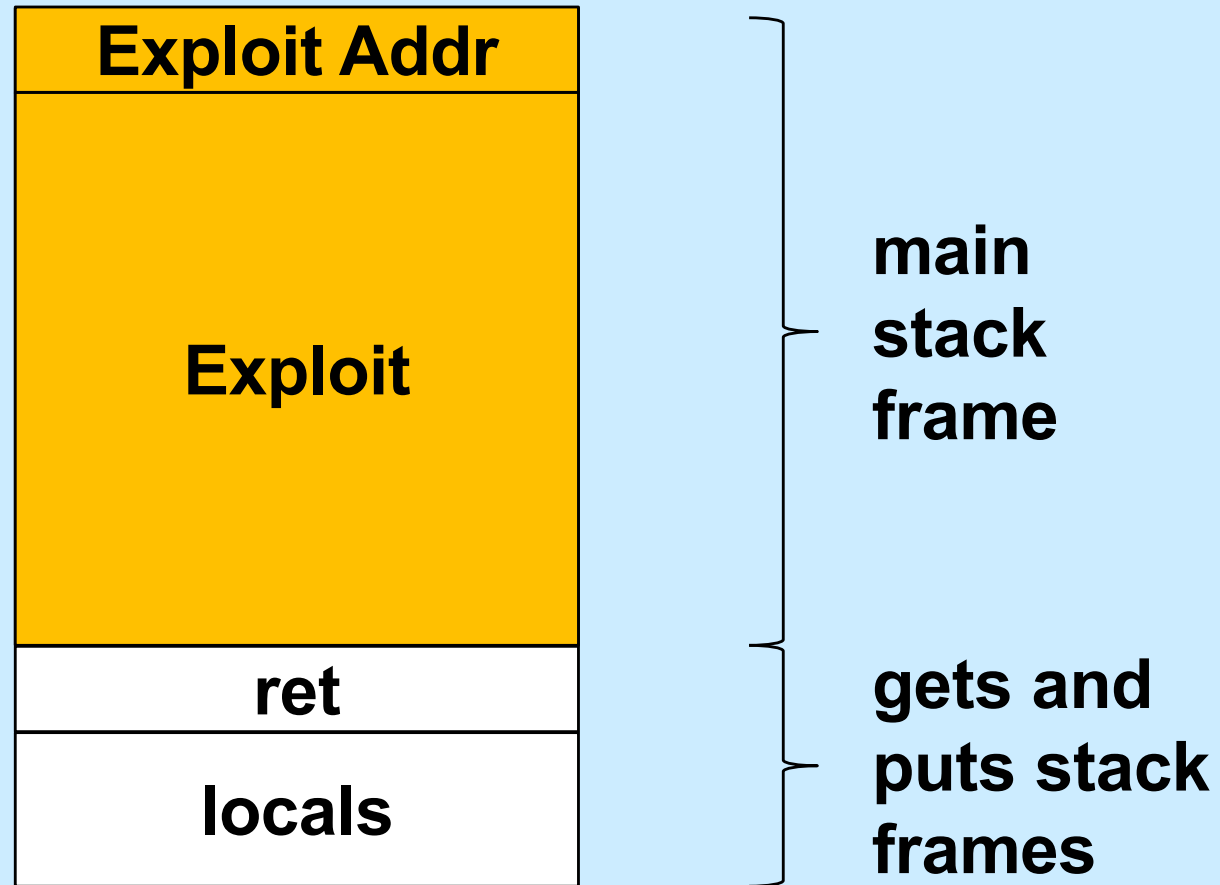 Exploit Addr
Exploit
main
stack
frame
ret
locals
gets and
puts stack
frames